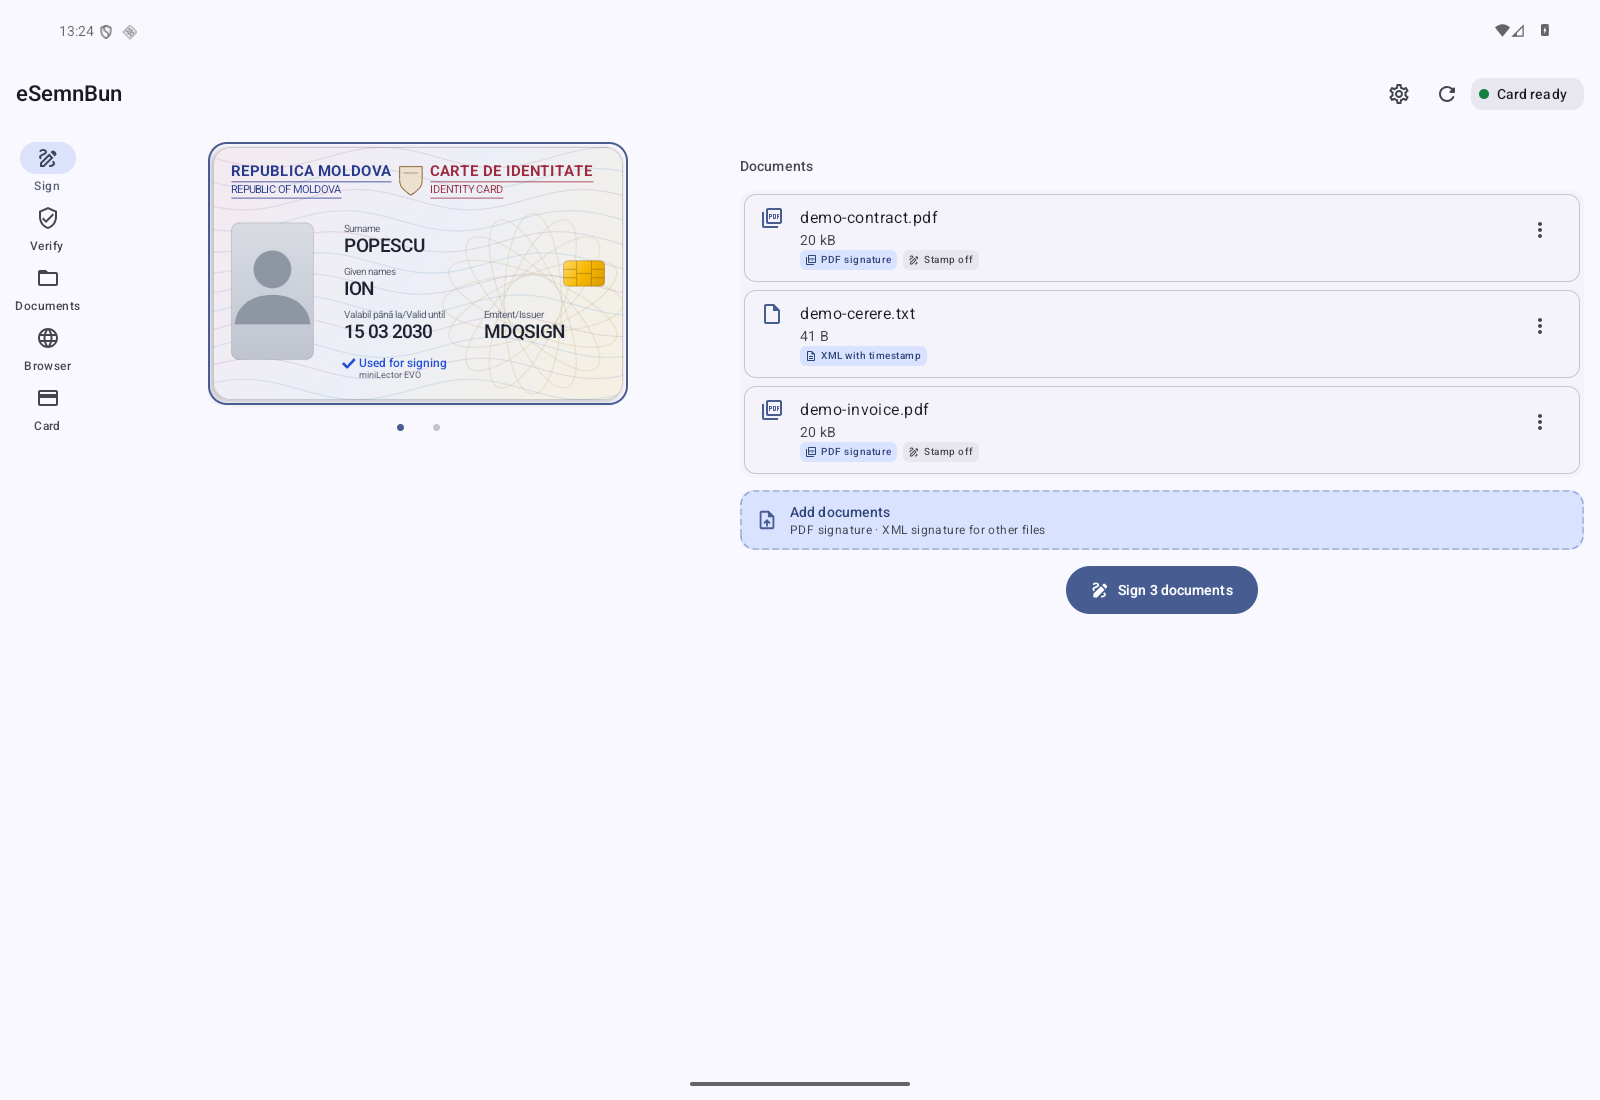 13:24
eSemnBun
Card ready
Sign
Verify
Documents
Browser
Card
REPUBLICA MOLDOVA
REPUBLIC OF MOLDOVA
CARTE DE IDENTITATE
IDENTITY CARD
Surname
POPESCU
Given names
ION
Valabil până la/Valid until
15 03 2030
Emitent/Issuer
MDQSIGN
Used for signing
miniLector EVO
Documents
demo-contract.pdf
20 kB
PDF signature
Stamp off
demo-cerere.txt
41 B
XML with timestamp
demo-invoice.pdf
20 kB
PDF signature
Stamp off
Add documents
PDF signature · XML signature for other files
Sign 3 documents